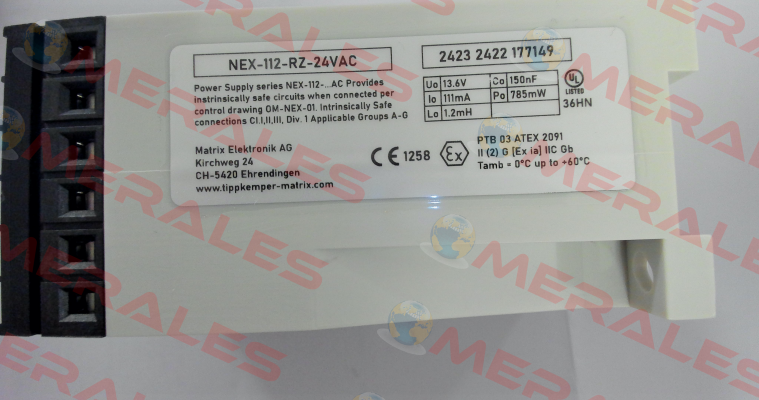 NEX-112-RZ-24VAC
2423 2422 177149
Power Supply series NEX-112-...AC Provides
instrinsically safe circuits when connected per
control drawing OM-NEX-01. Intrinsically Safe
connections Cl.I,II,III, Div. 1 Applicable Groups A-G
Uo 13.6V Co 150nF
Io 111mA Po 785mW
Lo 1.2mH
UL
LISTED
36HN
Matrix Elektronik AG
Kirchweg 24
CH-5420 Ehrendingen
www.tippkemper-matrix.com
CE 1258 Ex
PTB 03 ATEX 2091
II (2) G [Ex ia] IIC Gb
Tamb = 0°C up to +60°C
MERALES
MERALES
MERALES
MERALES
MERALES